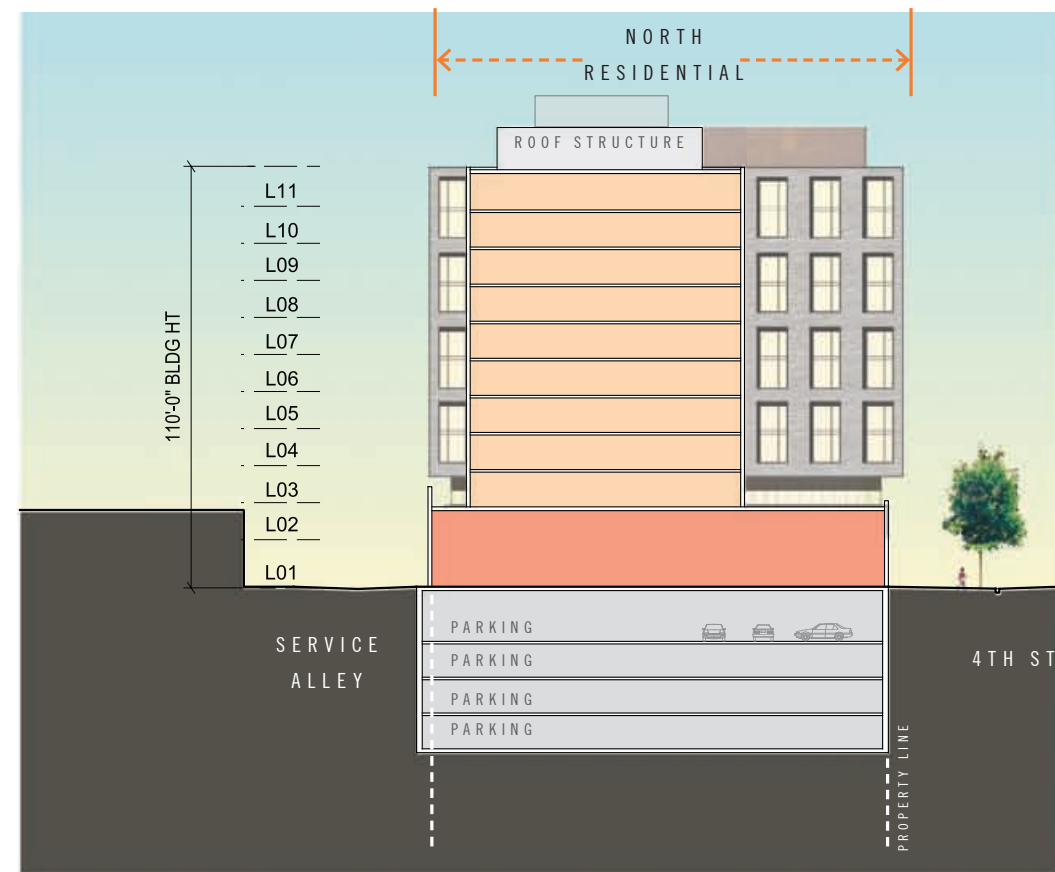 NORTH
RESIDENTIAL
ROOF STRUCTURE
L11
L10
L09
L08
L07
L06
L05
L04
L03
L02
L01
110'-0" BLDG HT
SERVICE
ALLEY
PARKING
PARKING
PARKING
PARKING
4TH ST
PROPERTY LINE